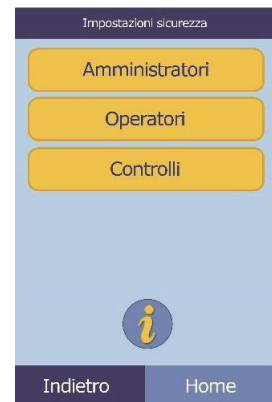 Impostazioni sicurezza
Amministratori
Operatori
Controlli
i
Indietro Home